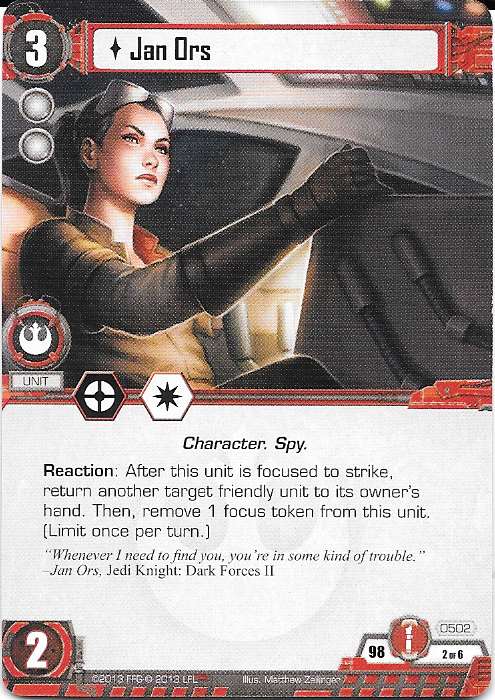 3
Jan Ors
UNIT
Character. Spy.
Reaction: After this unit is focused to strike,
return another target friendly unit to its owner's
hand. Then, remove 1 focus token from this unit.
(Limit once per turn.)
"Whenever I need to find you, you're in some kind of trouble."
–Jan Ors, Jedi Knight: Dark Forces II
2
98
0502
2 of 6
©2013 FFG © 2013 LFL
Illus. Matthew Zeilinger